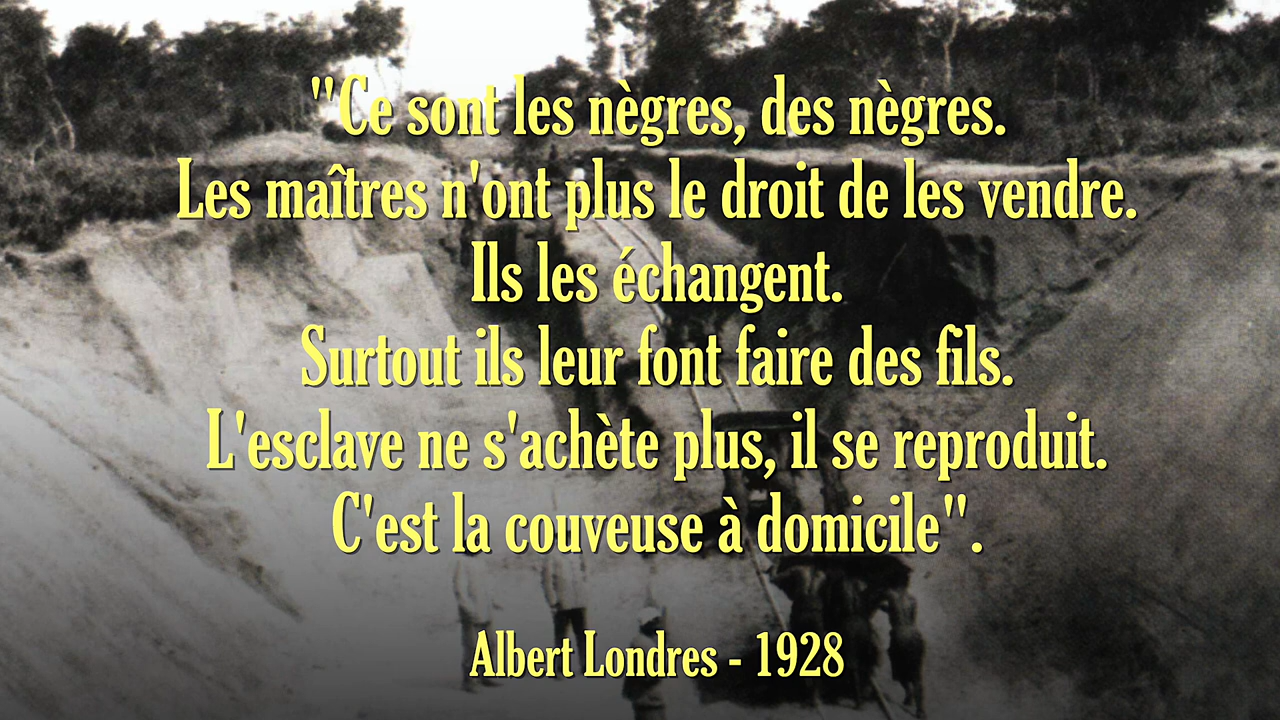 "Ce sont les nègres, des nègres.
Les maîtres n'ont plus le droit de les vendre.
Ils les échangent.
Surtout ils leur font faire des fils.
L'esclave ne s'achète plus, il se reproduit.
C'est la couveuse à domicile".
Albert Londres - 1928